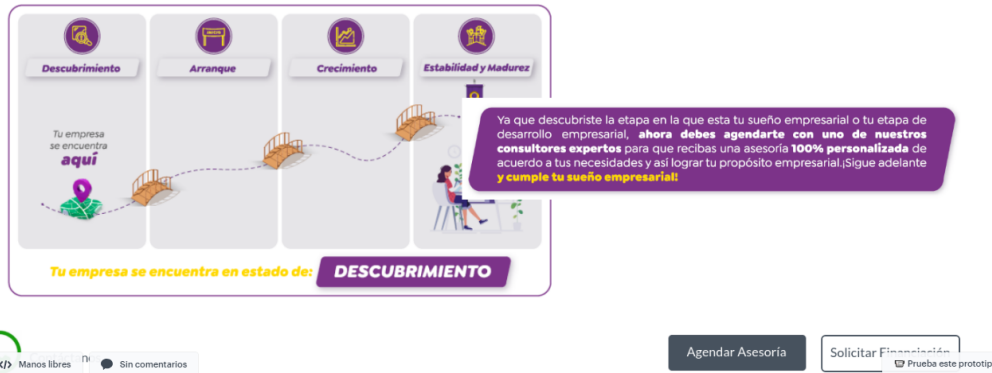 Descubrimiento
Arranque
Crecimiento
Estabilidad y Madurez
Tu empresa
se encuentra
aquí
Ya que descubriste la etapa en la que esta tu sueño empresarial o tu etapa de
desarrollo empresarial, ahora debes agendarte con uno de nuestros
consultores expertos para que recibas una asesoría 100% personalizada de
acuerdo a tus necesidades y así lograr tu propósito empresarial.¡Sigue adelante
y cumple tu sueño empresarial!
Tu empresa se encuentra en estado de: DESCUBRIMIENTO
Agendar Asesoría
Solicitar Financiación
Manos libres
Sin comentarios
Prueba este prototip